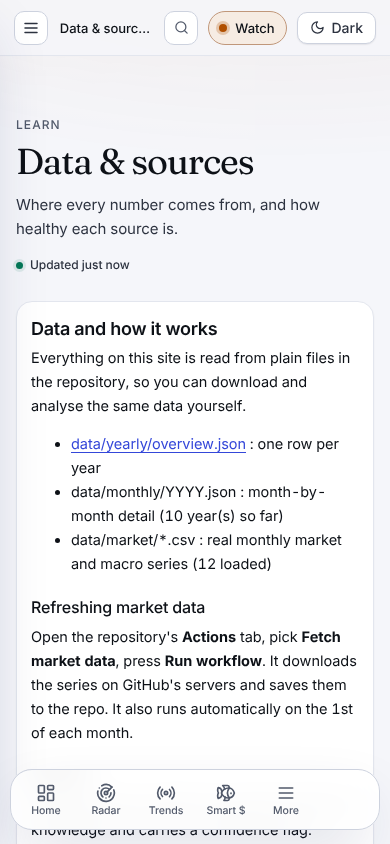 Data & sourc...
Watch
Dark
LEARN
Data & sources
Where every number comes from, and how
healthy each source is.
Updated just now
Data and how it works
Everything on this site is read from plain files in
the repository, so you can download and
analyse the same data yourself.
• data/yearly/overview.json : one row per
year
• data/monthly/YYYY.json : month-by-
month detail (10 year(s) so far)
• data/market/*.csv : real monthly market
and macro series (12 loaded)
Refreshing market data
Open the repository's Actions tab, pick Fetch
market data, press Run workflow. It downloads
the series on GitHub's servers and saves them
to the repo. It also runs automatically on the 1st
of each month.
Home
Radar
Trends
Smart $
More
knowledge and carries a confidence flag.